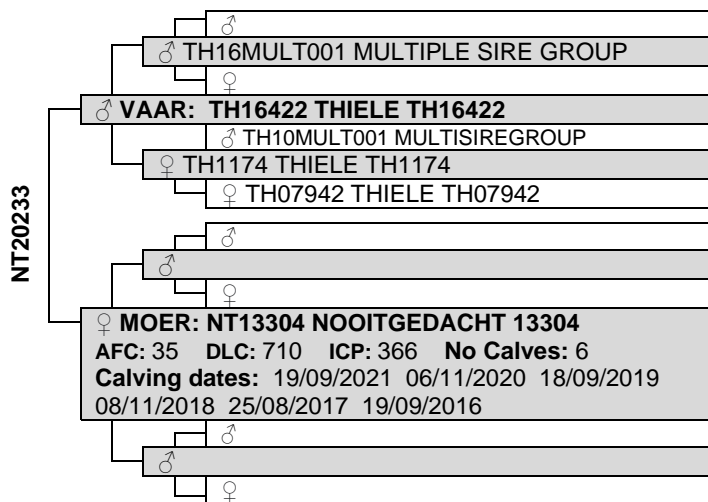 NT20233
♂
♂ TH16MULT001 MULTIPLE SIRE GROUP
♀
♂ VAAR: TH16422 THIELE TH16422
♂ TH10MULT001 MULTISIREGROUP
♀ TH1174 THIELE TH1174
♀ TH07942 THIELE TH07942
♂
♂
♀
♀ MOER: NT13304 NOOITGEDACHT 13304
AFC: 35 DLC: 710 ICP: 366 No Calves: 6
Calving dates: 19/09/2021 06/11/2020 18/09/2019
08/11/2018 25/08/2017 19/09/2016
♂
♂
♀